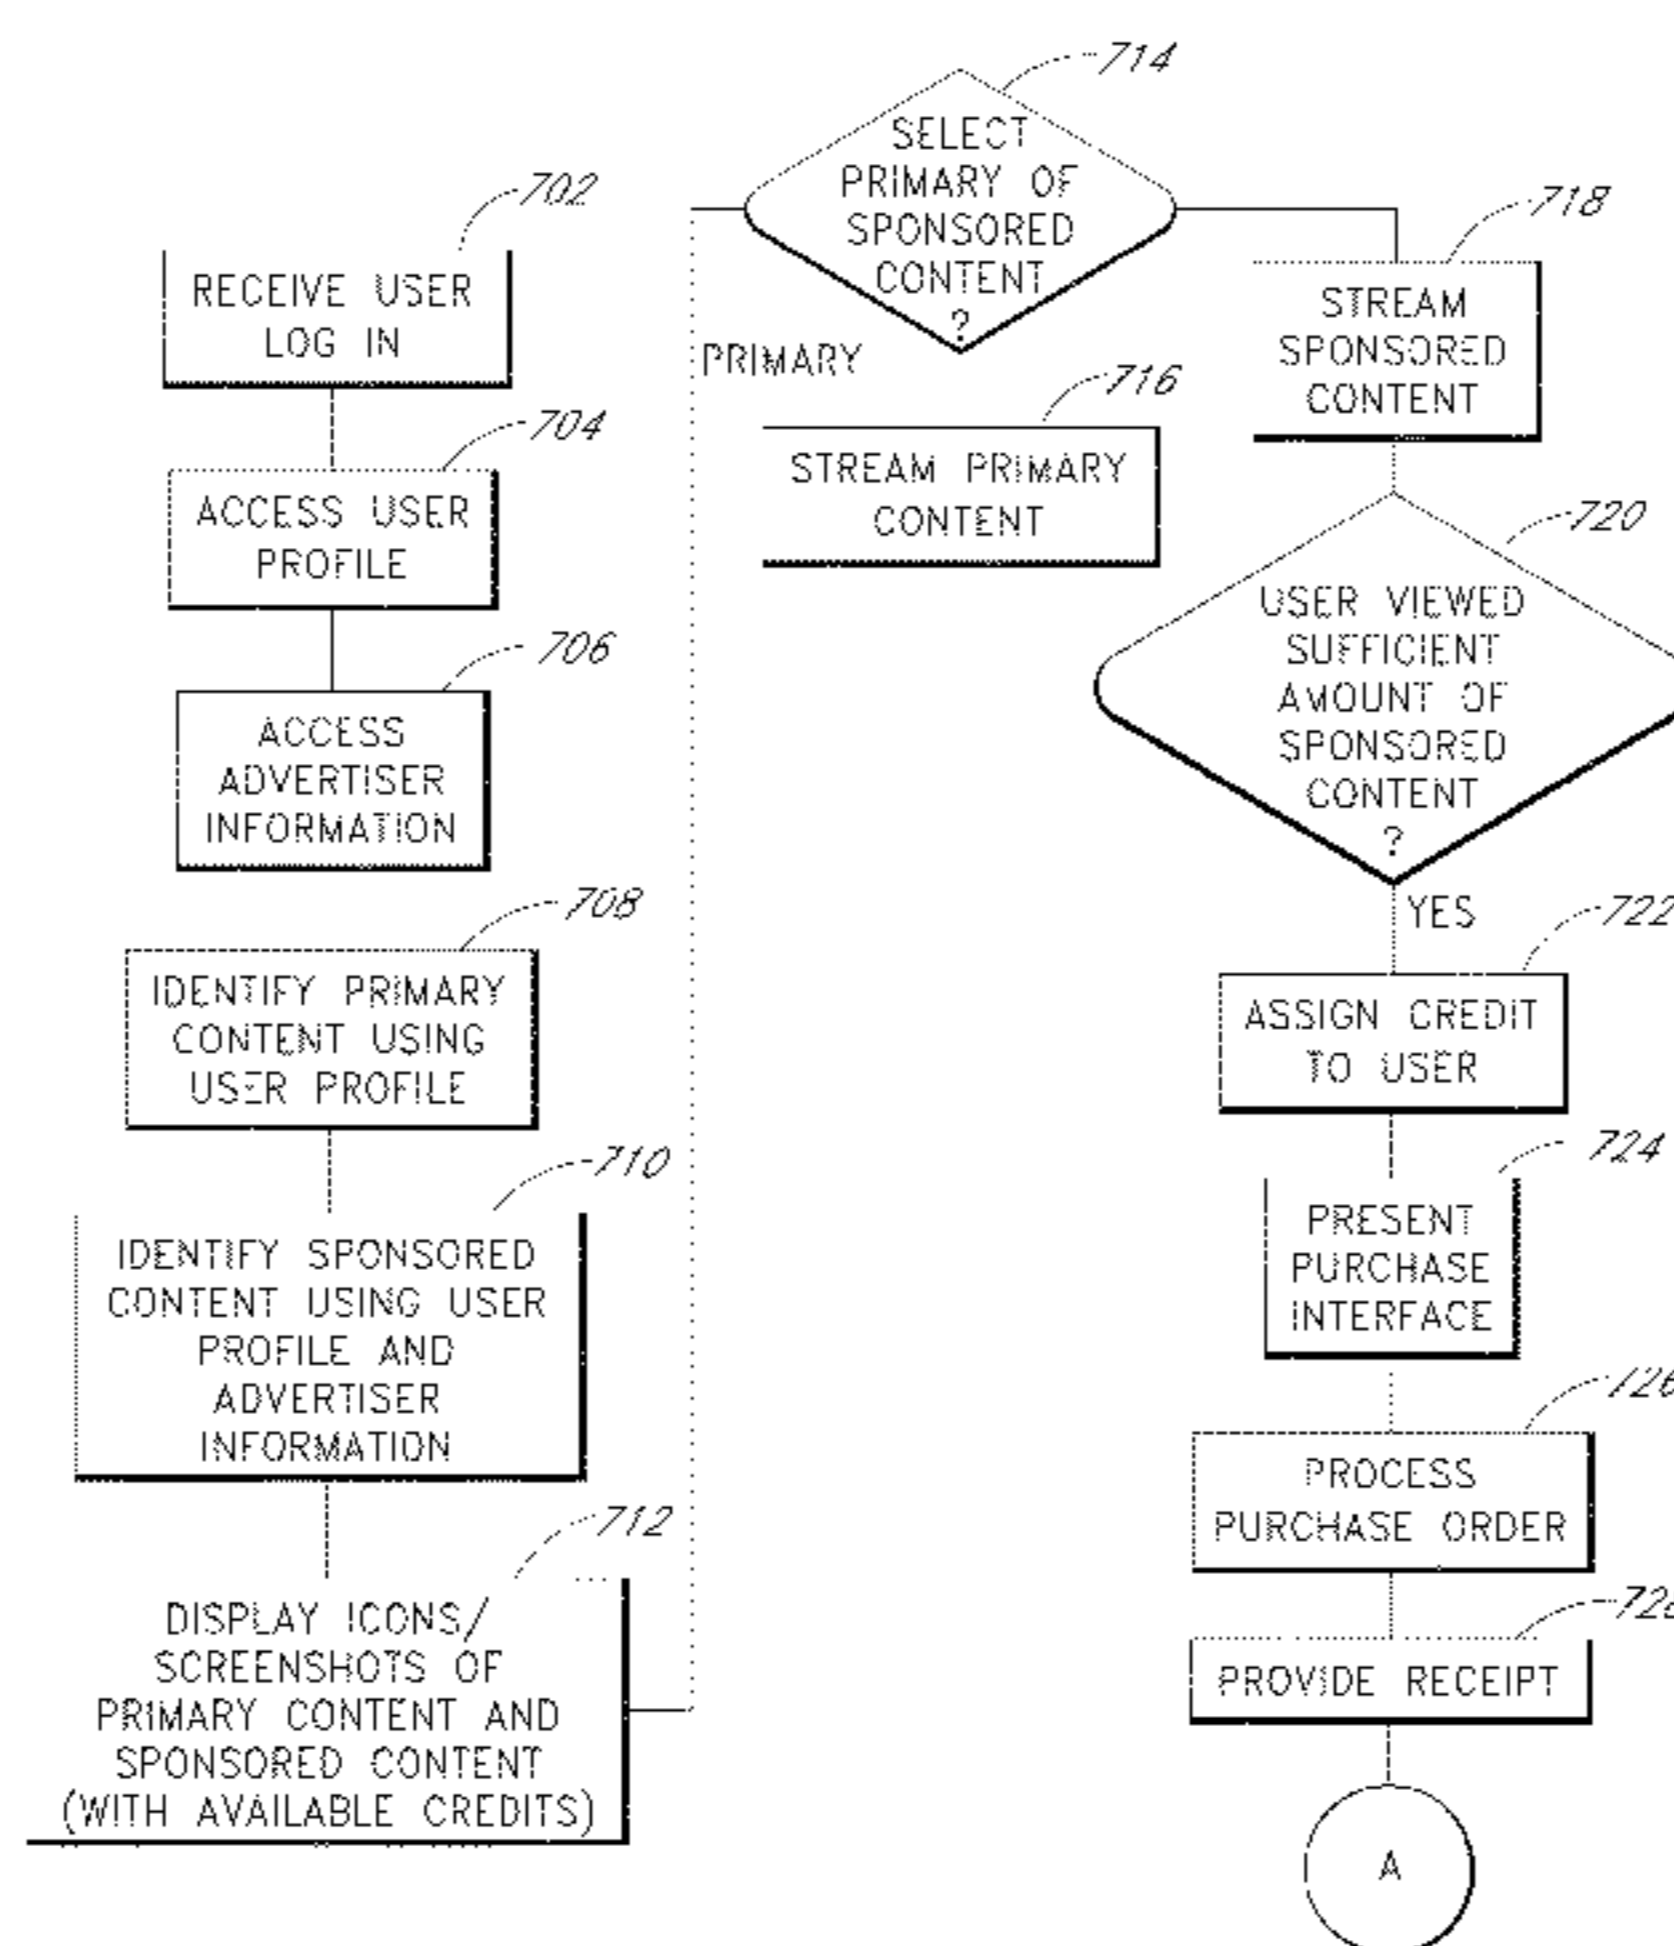 702
RECEIVE USER
LOG IN
704
ACCESS USER
PROFILE
706
ACCESS
ADVERTISER
INFORMATION
708
IDENTIFY PRIMARY
CONTENT USING
USER PROFILE
710
IDENTIFY SPONSORED
CONTENT USING USER
PROFILE AND
ADVERTISER
INFORMATION
712
DISPLAY ICONS/
SCREENSHOTS OF
PRIMARY CONTENT AND
SPONSORED CONTENT
(WITH AVAILABLE CREDITS)
714
SELECT
PRIMARY OF
SPONSORED
CONTENT
?
PRIMARY
716
STREAM PRIMARY
CONTENT
718
STREAM
SPONSORED
CONTENT
720
USER VIEWED
SUFFICIENT
AMOUNT OF
SPONSORED
CONTENT
?
YES
722
ASSIGN CREDIT
TO USER
724
PRESENT
PURCHASE
INTERFACE
726
PROCESS
PURCHASE ORDER
PROVIDE RECEIPT
A